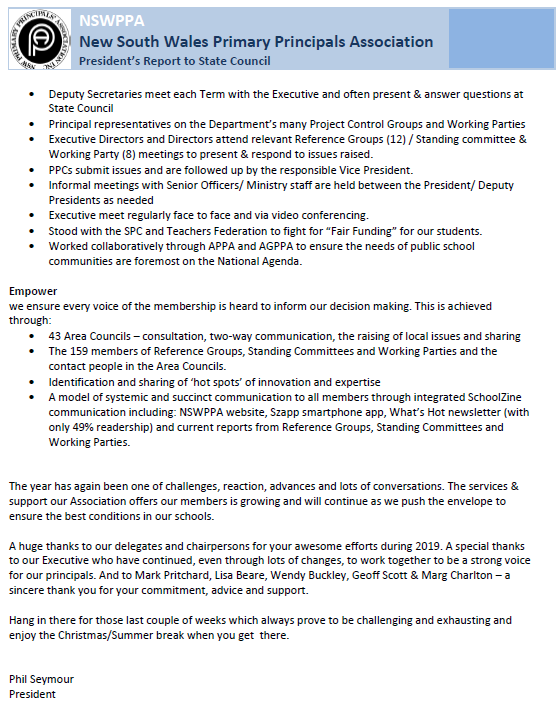 NSWPPA
New South Wales Primary Principals Association
President's Report to State Council
• Deputy Secretaries meet each Term with the Executive and often present & answer questions at
State Council
• Principal representatives on the Department's many Project Control Groups and Working Parties
• Executive Directors and Directors attend relevant Reference Groups (12) / Standing committee &
Working Party (8) meetings to present & respond to issues raised.
• PPCs submit issues and are followed up by the responsible Vice President.
• Informal meetings with Senior Officers/ Ministry staff are held between the President/ Deputy
Presidents as needed
• Executive meet regularly face to face and via video conferencing.
• Stood with the SPC and Teachers Federation to fight for "Fair Funding" for our students.
• Worked collaboratively through APPA and AGPPA to ensure the needs of public school
communities are foremost on the National Agenda.
Empower
we ensure every voice of the membership is heard to inform our decision making. This is achieved
through:
• 43 Area Councils – consultation, two-way communication, the raising of local issues and sharing
• The 159 members of Reference Groups, Standing Committees and Working Parties and the
contact people in the Area Councils.
• Identification and sharing of 'hot spots' of innovation and expertise
• A model of systemic and succinct communication to all members through integrated SchoolZine
communication including: NSWPPA website, Szapp smartphone app, What's Hot newsletter (with
only 49% readership) and current reports from Reference Groups, Standing Committees and
Working Parties.
The year has again been one of challenges, reaction, advances and lots of conversations. The services &
support our Association offers our members is growing and will continue as we push the envelope to
ensure the best conditions in our schools.
A huge thanks to our delegates and chairpersons for your awesome efforts during 2019. A special thanks
to our Executive who have continued, even through lots of changes, to work together to be a strong voice
for our principals. And to Mark Pritchard, Lisa Beare, Wendy Buckley, Geoff Scott & Marg Charlton – a
sincere thank you for your commitment, advice and support.
Hang in there for those last couple of weeks which always prove to be challenging and exhausting and
enjoy the Christmas/Summer break when you get  there.
Phil Seymour
President